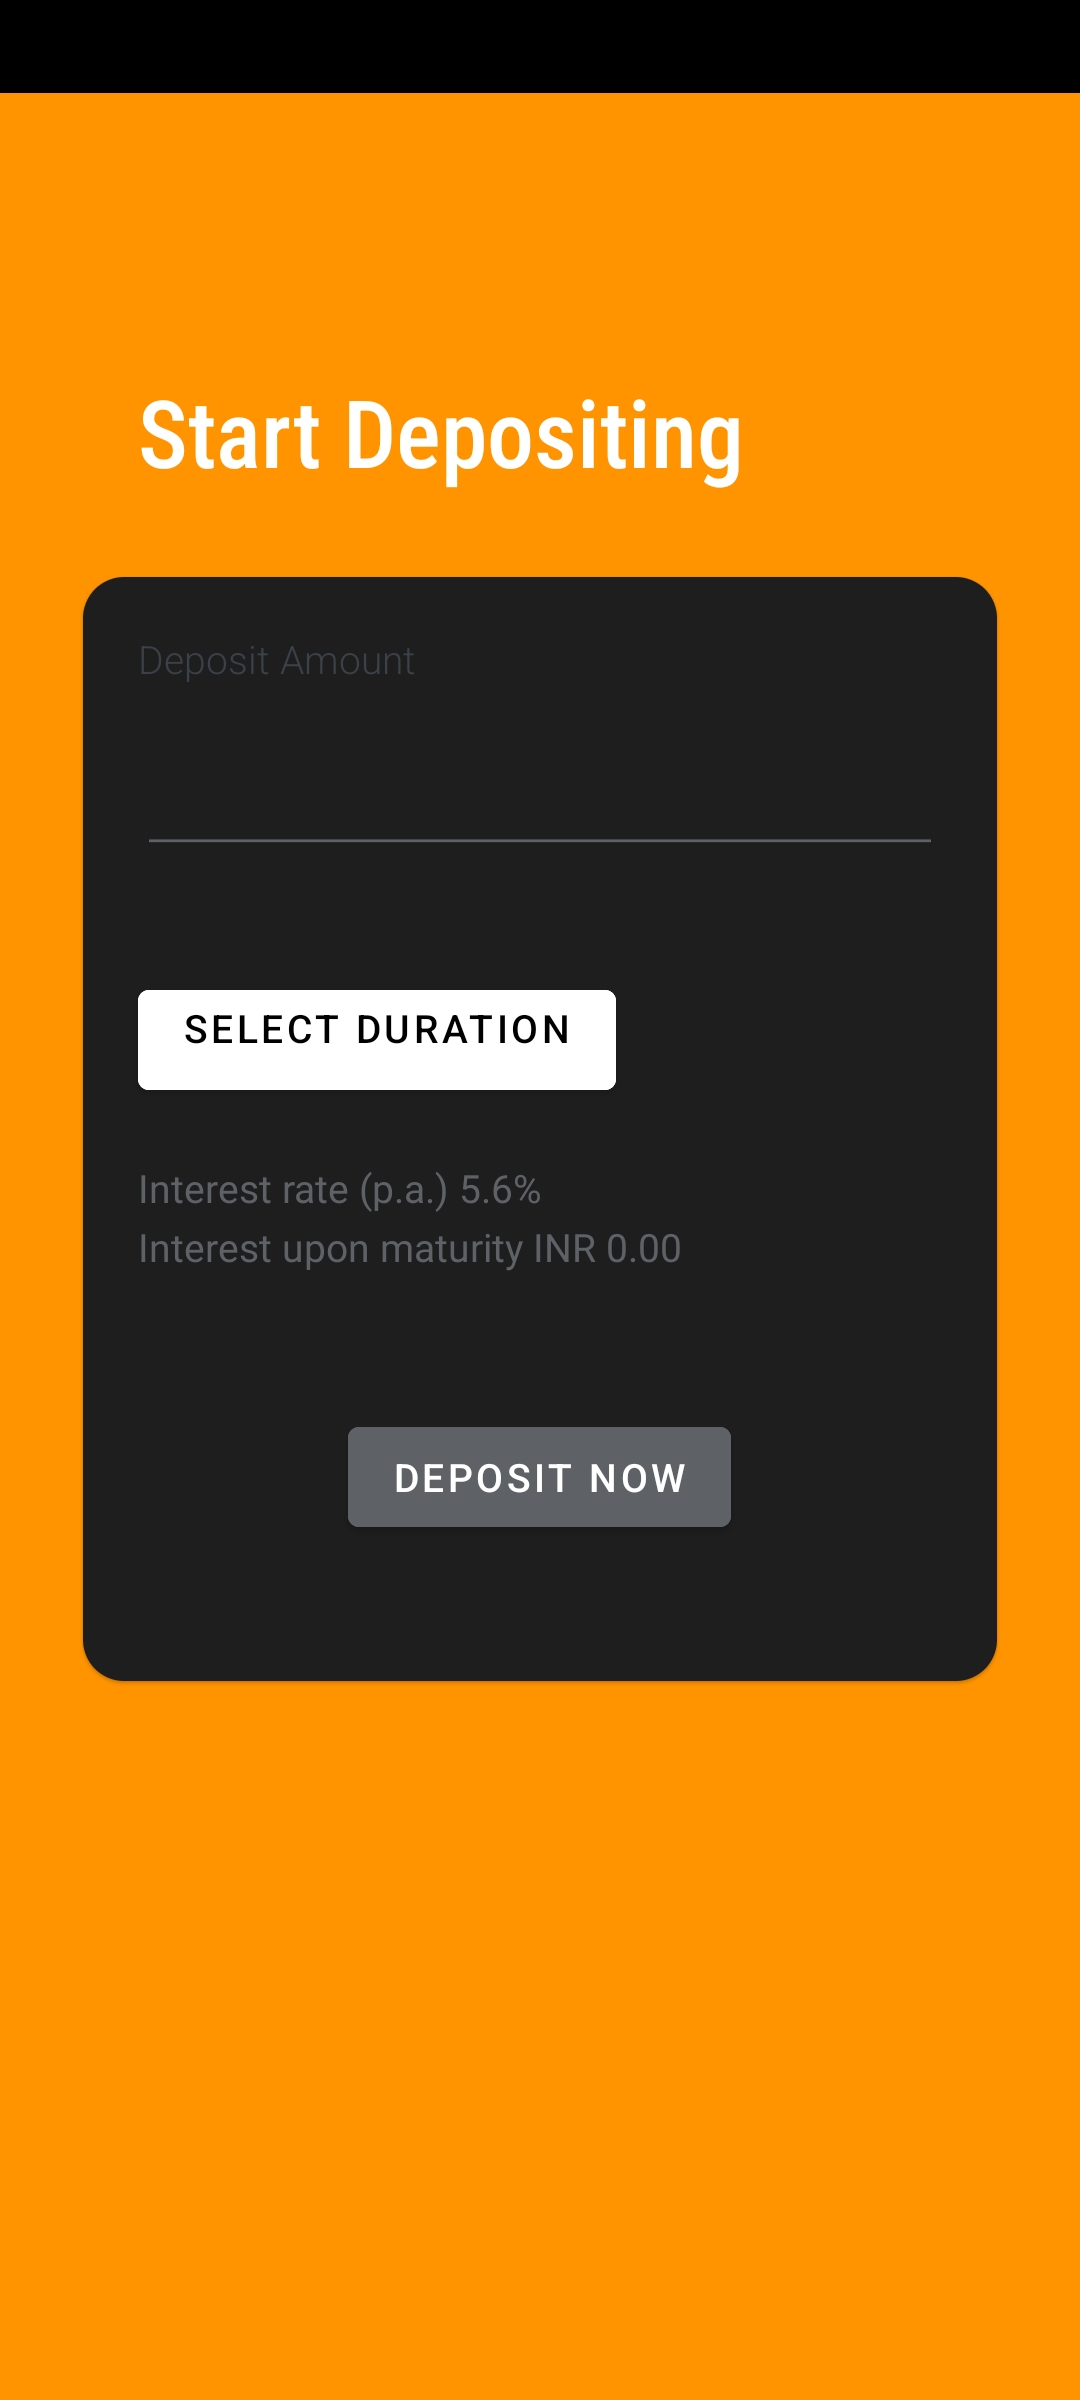 Start Depositing
Deposit Amount
SELECT DURATION
Interest rate (p.a.) 5.6%
Interest upon maturity INR 0.00
DEPOSIT NOW